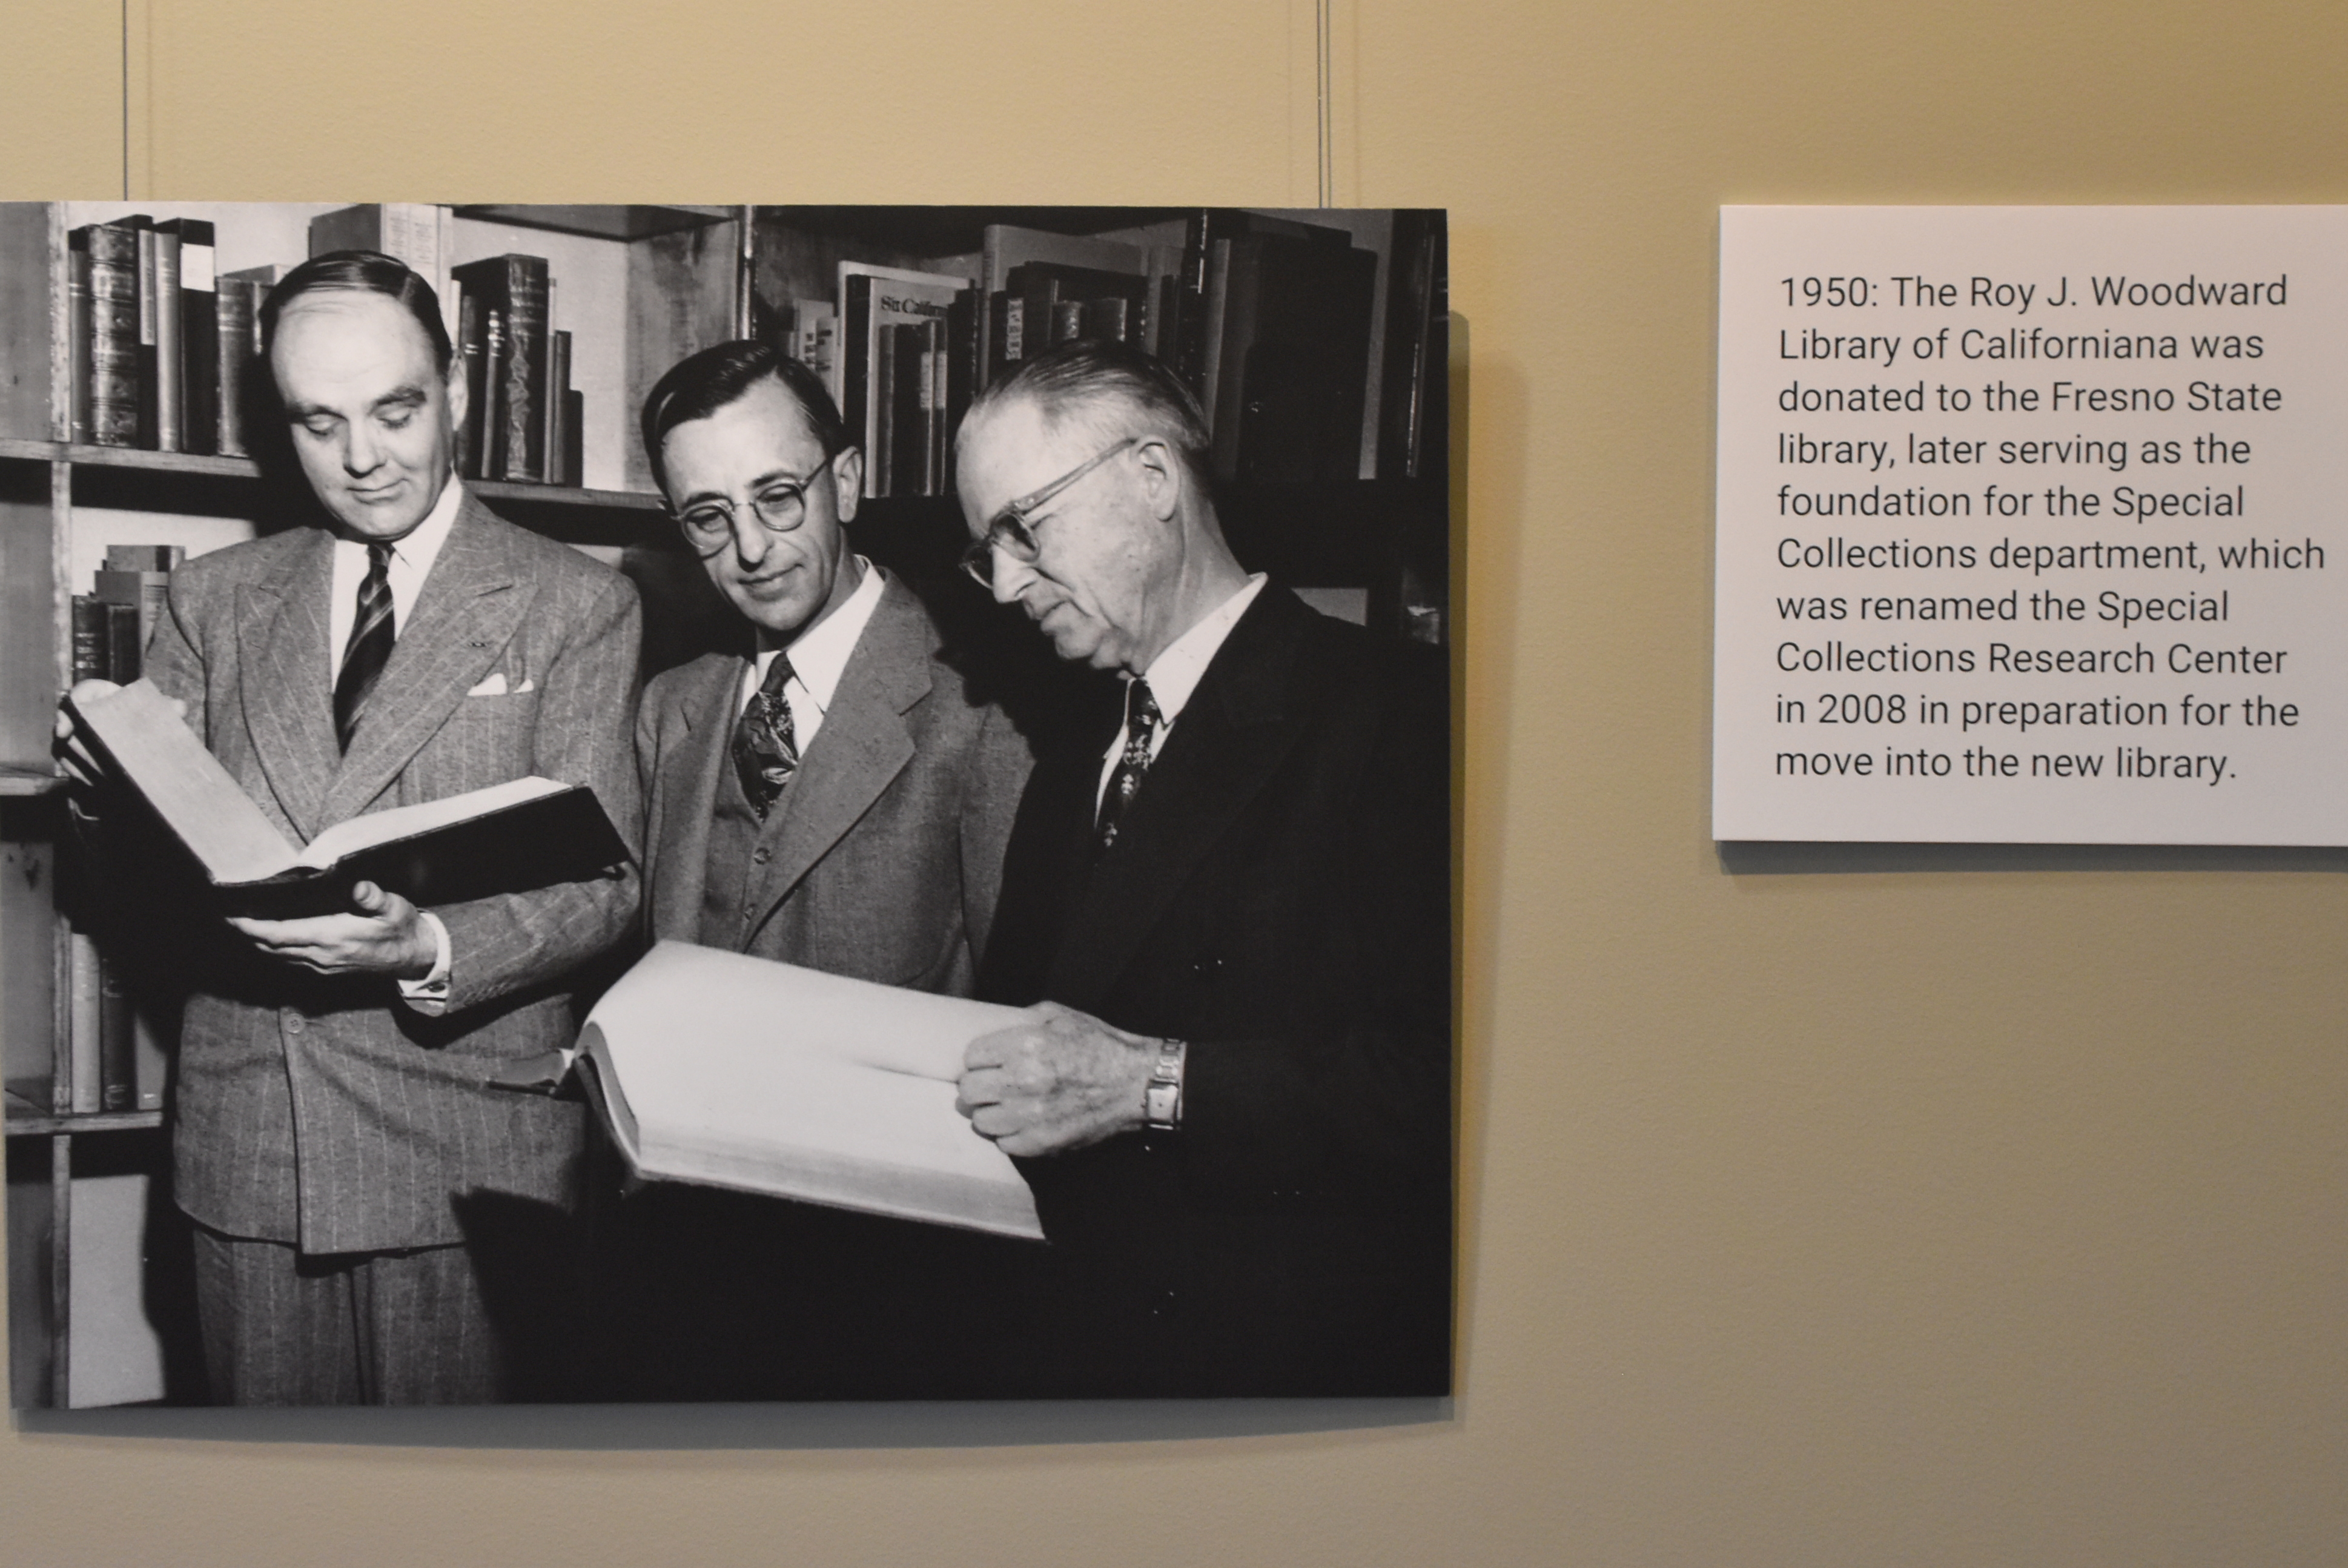 Six Califor
1950: The Roy J. Woodward
Library of Californiana was
donated to the Fresno State
library, later serving as the
foundation for the Special
Collections department, which
was renamed the Special
Collections Research Center
in 2008 in preparation for the
move into the new library.